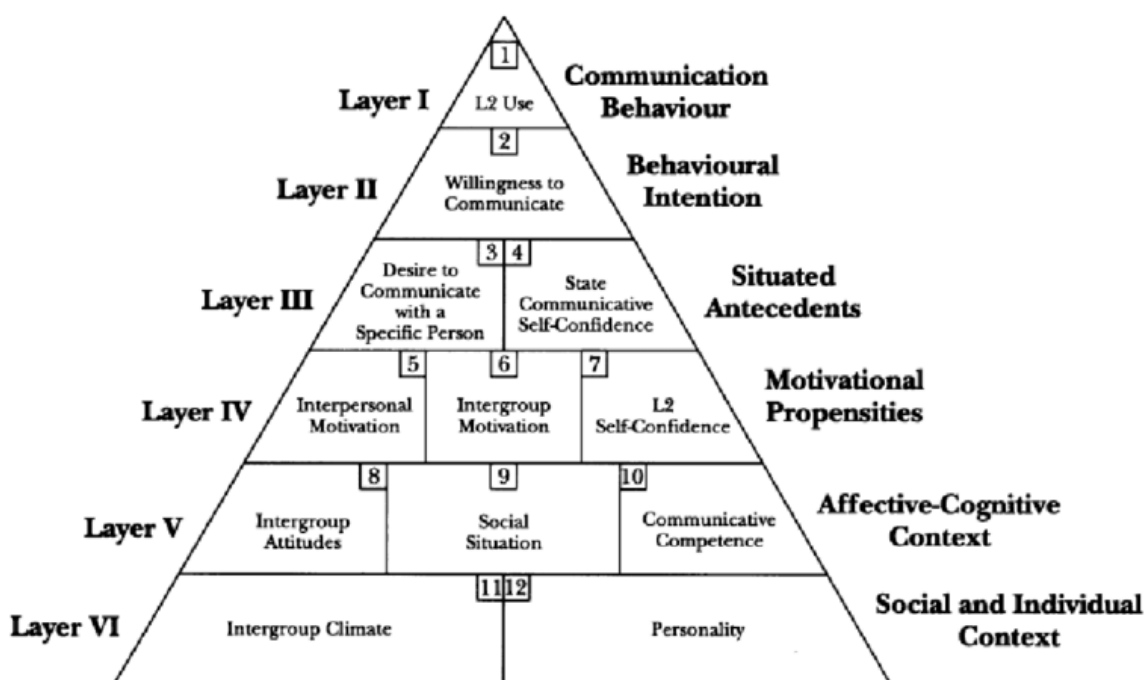 1
Layer I
L2 Use
Communication
Behaviour
2
Layer II
Willingness to
Communicate
Behavioural
Intention
3 4
Layer III
Desire to
Communicate
with a
Specific Person
State
Communicative
Self-Confidence
Situated
Antecedents
5 6 7
Layer IV
Interpersonal
Motivation
Intergroup
Motivation
L2
Self-Confidence
Motivational
Propensities
8 9 10
Layer V
Intergroup
Attitudes
Social
Situation
Communicative
Competence
Affective-Cognitive
Context
11 12
Layer VI
Intergroup Climate
Personality
Social and Individual
Context